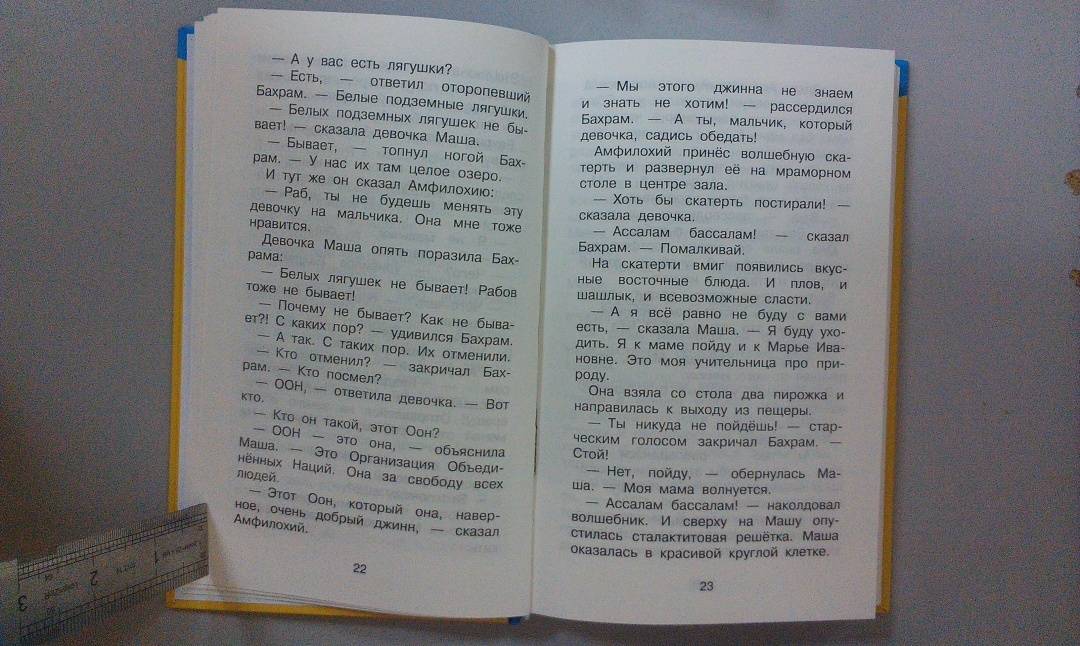 — А у вас есть лягушки?
— Есть, — ответил оторопевший
Бахрам. — Белые подземные лягушки.
— Белых подземных лягушек не бы-
вает! — сказала девочка Маша.
— Бывает, — топнул ногой Бах-
рам. — У нас их там целое озеро.
И тут же он сказал Амфилохию:
— Раб, ты не будешь менять эту
девочку на мальчика. Она мне тоже
нравится.
Девочка Маша опять поразила Бах-
рама:
— Белых лягушек не бывает! Рабов
тоже не бывает!
— Почему не бывает? Как не быва-
ет?! С каких пор? — удивился Бахрам.
— А так. С таких пор. Их отменили.
— Кто отменил? — закричал Бах-
рам. — Кто посмел?
— ООН, — ответила девочка. — Вот
кто.
— Кто он такой, этот Оон?
— ООН — это она, — объяснила
Маша. — Это Организация Объеди-
нённых Наций. Она за свободу всех
людей.
— Этот Оон, который она, навер-
ное, очень добрый джинн, — сказал
Амфилохий.
22
— Мы этого джинна не знаем
и знать не хотим! — рассердился
Бахрам. — А ты, мальчик, который
девочка, садись обедать!
Амфилохий принёс волшебную ска-
терть и развернул её на мраморном
столе в центре зала.
— Хоть бы скатерть постирали! —
сказала девочка.
— Ассалам бассалам! — сказал
Бахрам. — Помалкивай.
На скатерти вмиг появились вкус-
ные восточные блюда. И плов, и
шашлык, и всевозможные сласти.
— А я всё равно не буду с вами
есть, — сказала Маша. — Я буду ухо-
дить. Я к маме пойду и к Марье Ива-
новне. Это моя учительница про при-
роду.
Она взяла со стола два пирожка и
направилась к выходу из пещеры.
— Ты никуда не пойдёшь! — стар-
ческим голосом закричал Бахрам. —
Стой!
— Нет, пойду, — обернулась Ма-
ша. — Моя мама волнуется.
— Ассалам бассалам! — наколдовал
волшебник. И сверху на Машу опу-
стилась сталактитовая решётка. Маша
оказалась в красивой круглой клетке.
23
3
2
1